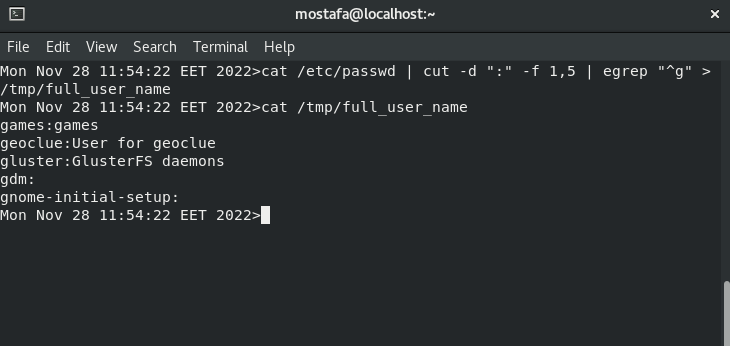 mostafa@localhost:~
File Edit View Search Terminal Help
Mon Nov 28 11:54:22 EET 2022>cat /etc/passwd | cut -d ":" -f 1,5 | egrep "^g" >
/tmp/full_user_name
Mon Nov 28 11:54:22 EET 2022>cat /tmp/full_user_name
games:games
geoclue:User for geoclue
gluster:GlusterFS daemons
gdm:
gnome-initial-setup:
Mon Nov 28 11:54:22 EET 2022>